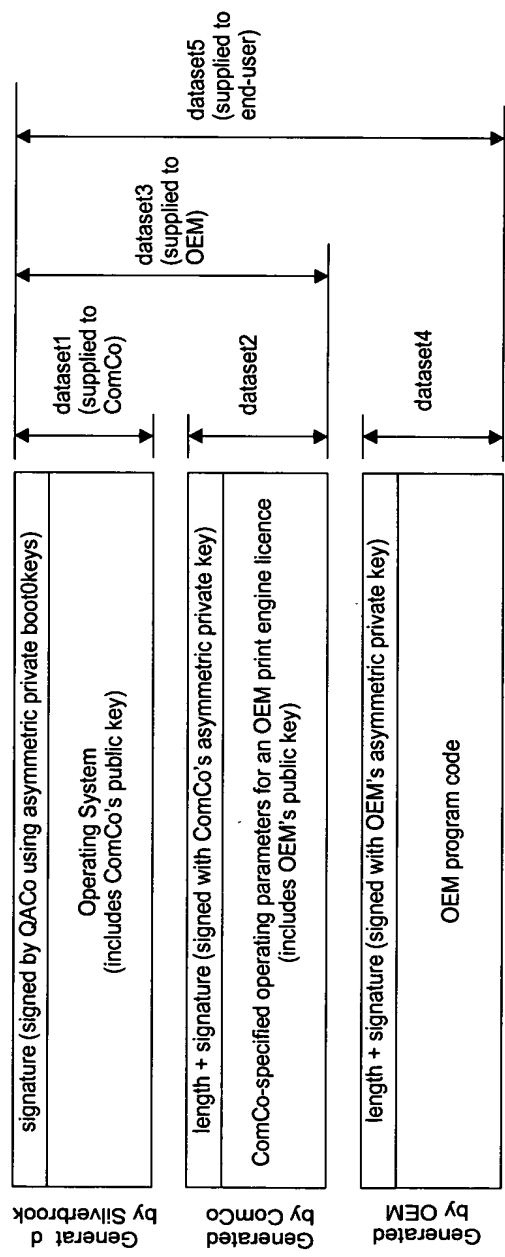 Generat d
by Silverbrook
signature (signed by QACo using asymmetric private boot0keys)
Operating System
(includes ComCo's public key)
dataset1
(supplied to
ComCo)
Generated
by ComCo
length + signature (signed with ComCo's asymmetric private key)
ComCo-specified operating parameters for an OEM print engine licence
(includes OEM's public key)
dataset2
dataset3
(supplied to
OEM)
Generated
by OEM
length + signature (signed with OEM's asymmetric private key)
OEM program code
dataset4
dataset5
(supplied to
end-user)